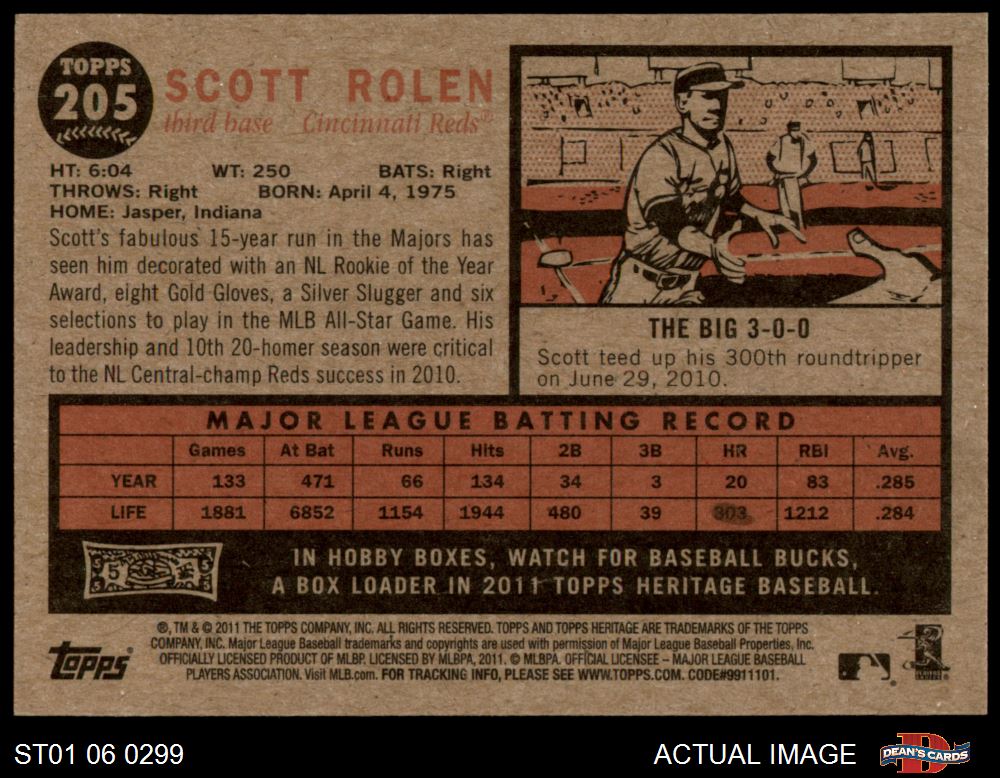 TOPPS
205
SCOTT ROLEN
third base Cincinnati Reds®
HT: 6:04 WT: 250 BATS: Right
THROWS: Right BORN: April 4, 1975
HOME: Jasper, Indiana
Scott's fabulous 15-year run in the Majors has
seen him decorated with an NL Rookie of the Year
Award, eight Gold Gloves, a Silver Slugger and six
selections to play in the MLB All-Star Game. His
leadership and 10th 20-homer season were critical
to the NL Central-champ Reds success in 2010.
THE BIG 3-0-0
Scott teed up his 300th roundtripper
on June 29, 2010.
MAJOR LEAGUE BATTING RECORD
Games At Bat Runs Hits 2B 3B HR RBI Avg.
YEAR 133 471 66 134 34 3 20 83 .285
LIFE 1881 6852 1154 1944 480 39 303 1212 .284
5 5
IN HOBBY BOXES, WATCH FOR BASEBALL BUCKS,
A BOX LOADER IN 2011 TOPPS HERITAGE BASEBALL.
®, TM & © 2011 THE TOPPS COMPANY, INC. ALL RIGHTS RESERVED. TOPPS AND TOPPS HERITAGE ARE TRADEMARKS OF THE TOPPS
COMPANY, INC. Major League Baseball trademarks and copyrights are used with permission of Major League Baseball Properties, Inc.
OFFICIALLY LICENSED PRODUCT OF MLBP. LICENSED BY MLBPA, 2011. © MLBPA. OFFICIAL LICENSEE – MAJOR LEAGUE BASEBALL
PLAYERS ASSOCIATION. Visit MLB.com. FOR TRACKING INFO, PLEASE SEE WWW.TOPPS.COM. CODE#9911101.
Topps®
ST01 06 0299
ACTUAL IMAGE
D
DEAN'S CARDS